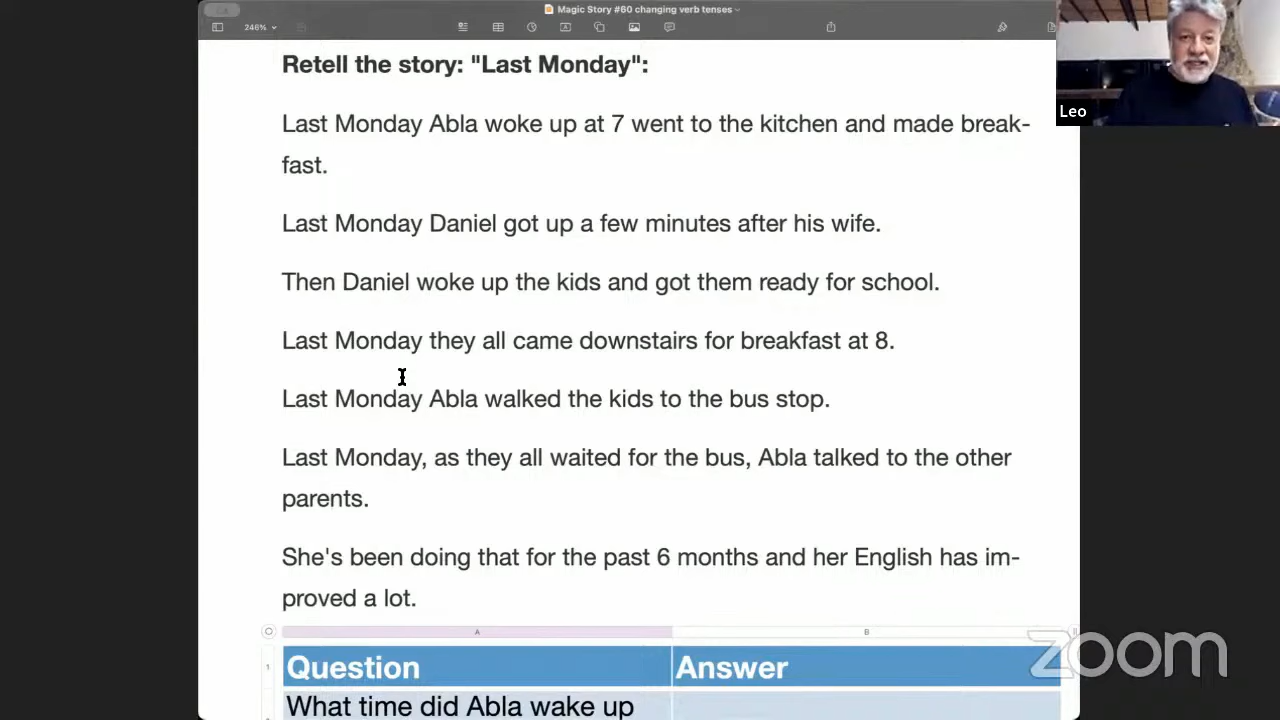 Magic Story #60 changing verb tenses
246%
Retell the story: "Last Monday":
Last Monday Abla woke up at 7 went to the kitchen and made break-
fast.
Last Monday Daniel got up a few minutes after his wife.
Then Daniel woke up the kids and got them ready for school.
Last Monday they all came downstairs for breakfast at 8.
Last Monday Abla walked the kids to the bus stop.
Last Monday, as they all waited for the bus, Abla talked to the other
parents.
She's been doing that for the past 6 months and her English has im-
proved a lot.
A B
1 Question Answer
What time did Abla wake up
Leo
zoom